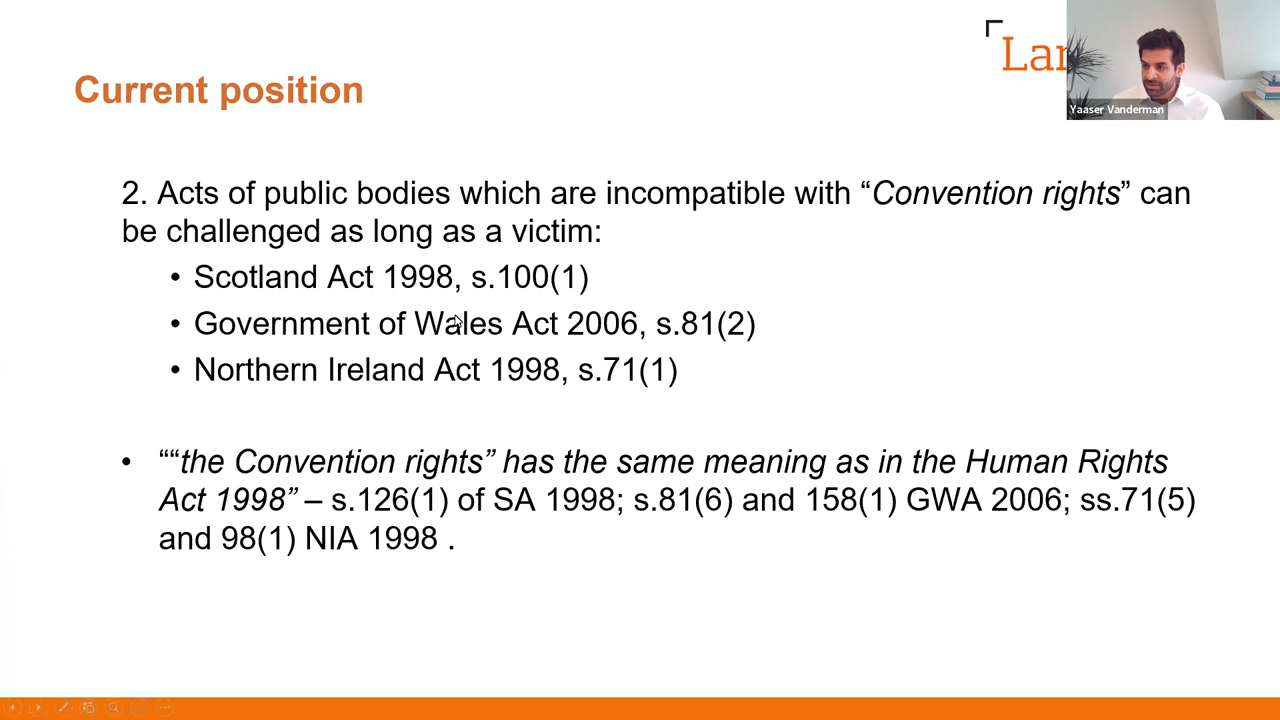 Lan
Yaaser Vanderman
Current position
2. Acts of public bodies which are incompatible with “Convention rights” can
be challenged as long as a victim:
• Scotland Act 1998, s.100(1)
• Government of Wales Act 2006, s.81(2)
• Northern Ireland Act 1998, s.71(1)
• ““the Convention rights” has the same meaning as in the Human Rights
Act 1998” – s.126(1) of SA 1998; s.81(6) and 158(1) GWA 2006; ss.71(5)
and 98(1) NIA 1998 .